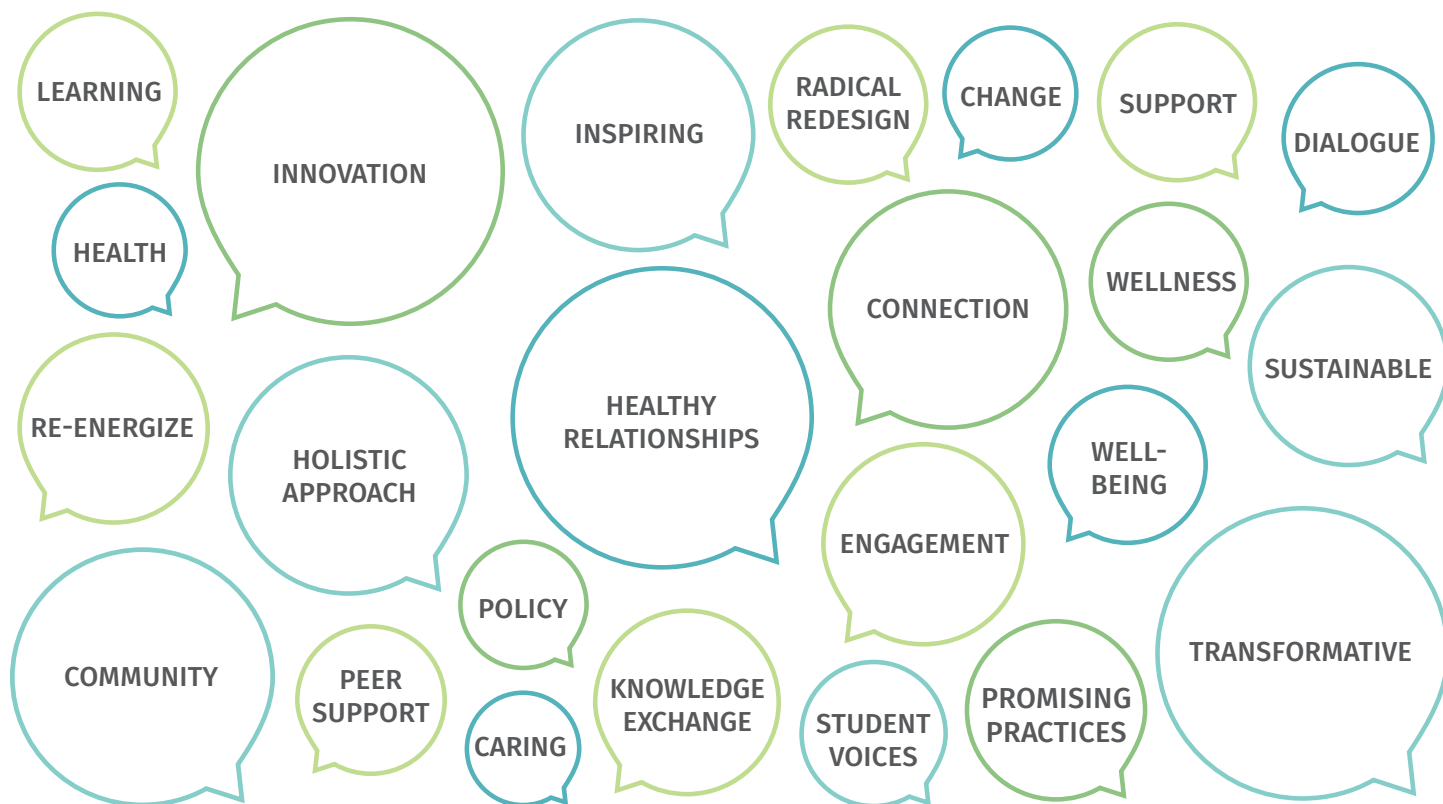 LEARNING
INNOVATION
INSPIRING
RADICAL
REDESIGN
CHANGE
SUPPORT
DIALOGUE
HEALTH
HEALTHY
RELATIONSHIPS
CONNECTION
WELLNESS
SUSTAINABLE
RE-ENERGIZE
HOLISTIC
APPROACH
WELL-
BEING
ENGAGEMENT
COMMUNITY
PEER
SUPPORT
POLICY
CARING
KNOWLEDGE
EXCHANGE
STUDENT
VOICES
PROMISING
PRACTICES
TRANSFORMATIVE